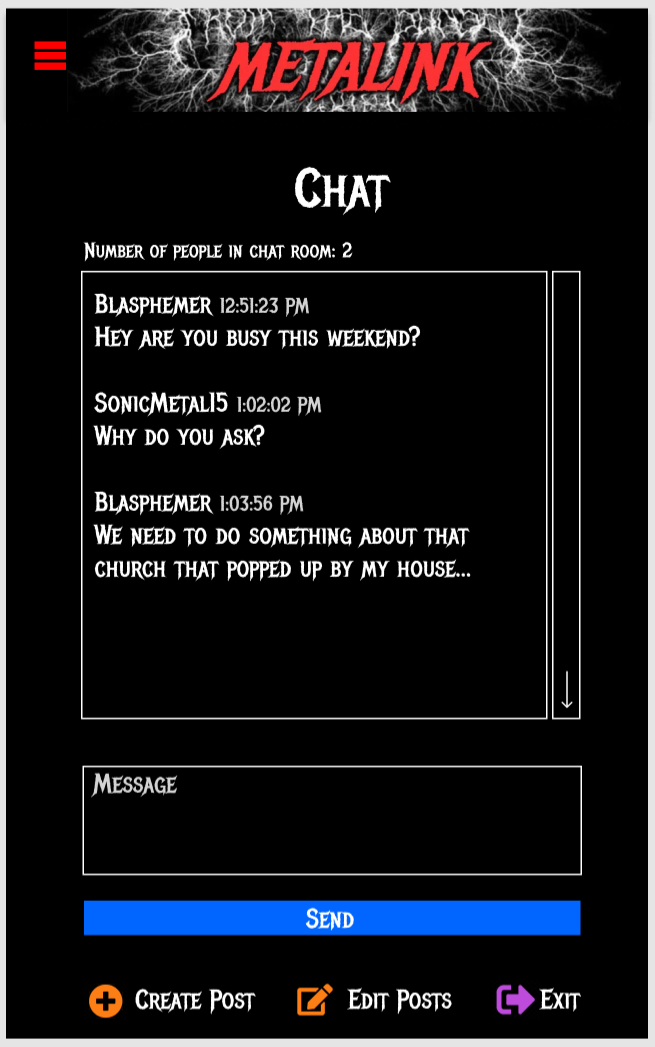 METALINK
Chat
Number of people in chat room: 2
Blasphemer 12:51:23 PM
Hey are you busy this weekend?
SonicMetal15 1:02:02 PM
Why do you ask?
Blasphemer 1:03:56 PM
We need to do something about that
church that popped up by my house...
Message
Send
Create Post
Edit Posts
Exit